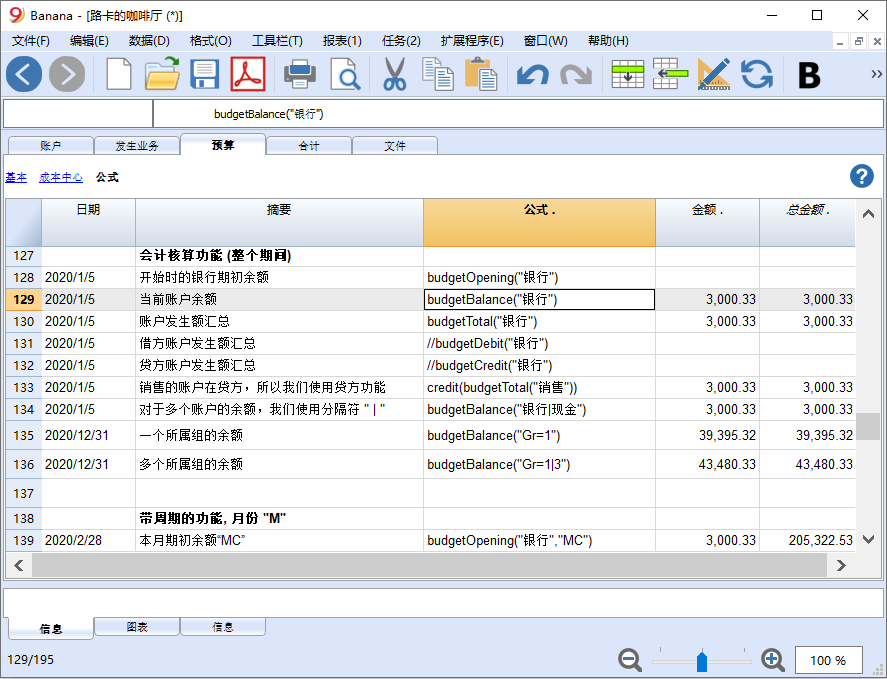 Banana - [路卡的咖啡厅 (*)]
文件(F) 编辑(E) 数据(D) 格式(O) 工具栏(T) 报表(1) 任务(2) 扩展程序(E) 窗口(W) 帮助(H)
B
budgetBalance("银行")
账户 发生业务 预算 合计 文件
基本 成本中心 公式
日期 摘要 公式 . 金额 . 总金额 .
127 会计核算功能 (整个期间)
128 2020/1/5 开始时的银行期初余额 budgetOpening("银行")
129 2020/1/5 当前账户余额 budgetBalance("银行") 3,000.33 3,000.33
130 2020/1/5 账户发生额汇总 budgetTotal("银行") 3,000.33 3,000.33
131 2020/1/5 借方账户发生额汇总 //budgetDebit("银行")
132 2020/1/5 贷方账户发生额汇总 //budgetCredit("银行")
133 2020/1/5 销售的账户在贷方，所以我们使用贷方功能 credit(budgetTotal("销售")) 3,000.33 3,000.33
134 2020/1/5 对于多个账户的余额，我们使用分隔符 " | " budgetBalance("银行|现金") 3,000.33 3,000.33
135 2020/12/31 一个所属组的余额 budgetBalance("Gr=1") 39,395.32 39,395.32
136 2020/12/31 多个所属组的余额 budgetBalance("Gr=1|3") 43,480.33 43,480.33
137
138 带周期的功能, 月份 "M"
139 2020/2/28 本月期初余额“MC” budgetOpening("银行","MC") 3,000.33 205,322.53
信息 图表 信息
129/195 100 %